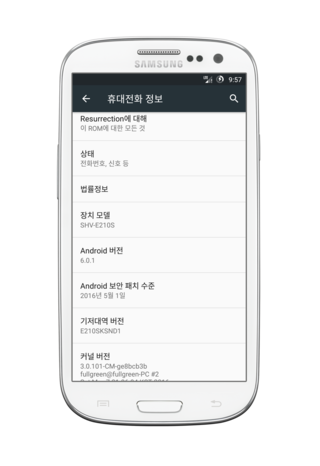 SAMSUNG
9:57
휴대전화 정보
Resurrection에 대해
이 ROM에 대한 모든 것
상태
전화번호, 신호 등
법률정보
장치 모델
SHV-E210S
Android 버전
6.0.1
Android 보안 패치 수준
2016년 5월 1일
기저대역 버전
E210SKSND1
커널 버전
3.0.101-CM-ge8bcb3b
fullgreen@fullgreen-PC #2